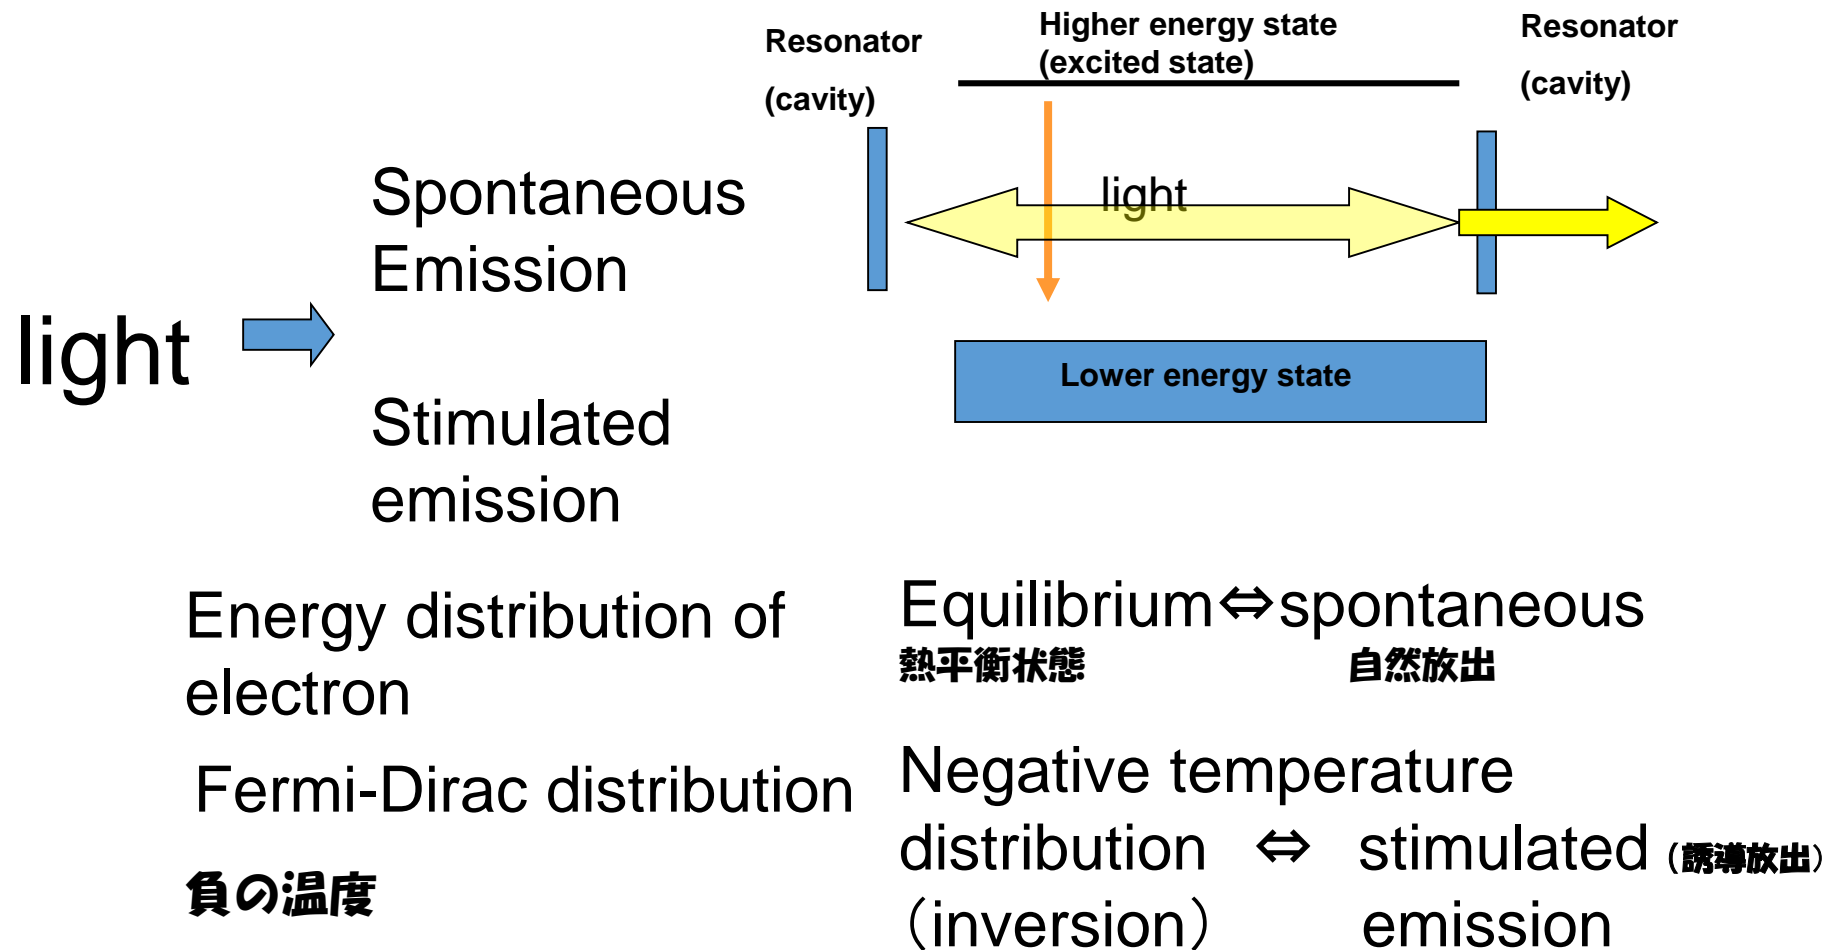 Resonator
(cavity)
Higher energy state
(excited state)
Resonator
(cavity)
light
Lower energy state
light
Spontaneous
Emission
Stimulated
emission
Energy distribution of
electron
Fermi-Dirac distribution
負の温度
Equilibrium⇔spontaneous
熱平衡状態 自然放出
Negative temperature
distribution ⇔ stimulated (誘導放出)
(inversion) emission